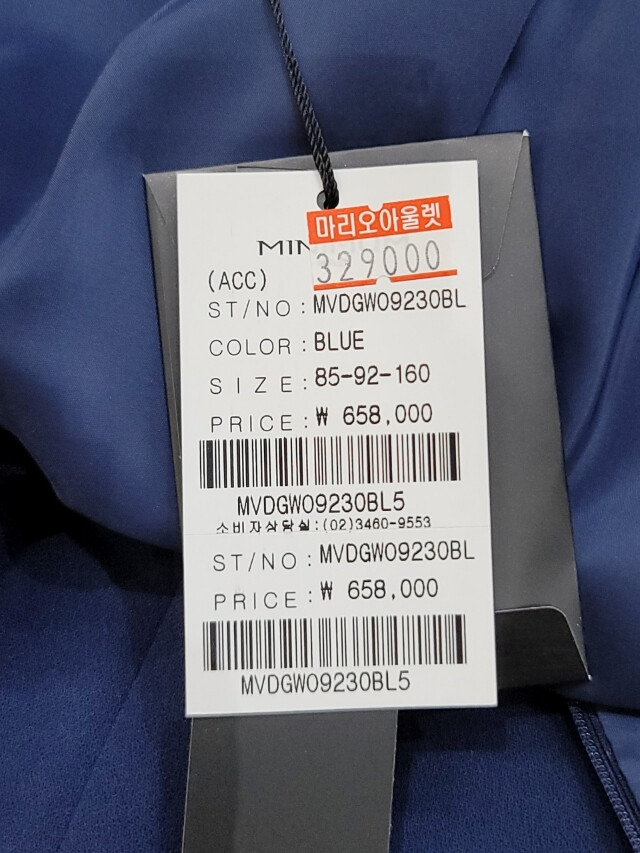 마리오아울렛
MIN
329000
(ACC)
ST/NO : MVDGW09230BL
COLOR : BLUE
SIZE : 85-92-160
PRICE : ₩ 658,000
MVDGW09230BL5
소비자상담실:(02)3460-9553
ST/NO : MVDGW09230BL
PRICE : ₩ 658,000
MVDGW09230BL5